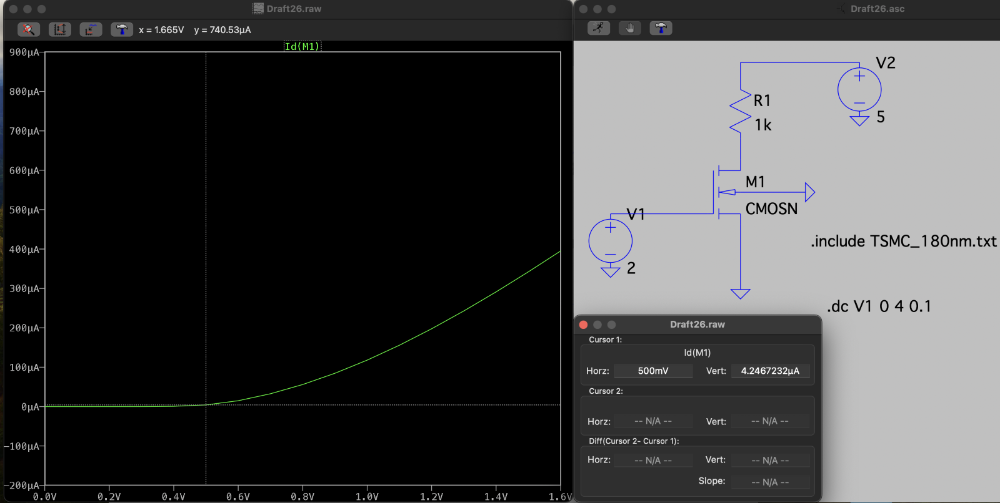 Draft26.raw
x = 1.665V y = 740.53µA
Id(M1)
900µA
800µA
700µA
600µA
500µA
400µA
300µA
200µA
100µA
0µA
-100µA
-200µA
0.0V 0.2V 0.4V 0.6V 0.8V 1.0V 1.2V 1.4V 1.6V
Draft26.asc
V2
5
R1
1k
M1
CMOSN
V1
2
.include TSMC_180nm.txt
.dc V1 0 4 0.1
Draft26.raw
Cursor 1:
Id(M1)
Horz: 500mV Vert: 4.2467232µA
Cursor 2:
Horz: -- N/A -- Vert: -- N/A --
Diff(Cursor 2- Cursor 1):
Horz: -- N/A -- Vert: -- N/A --
Slope: -- N/A --